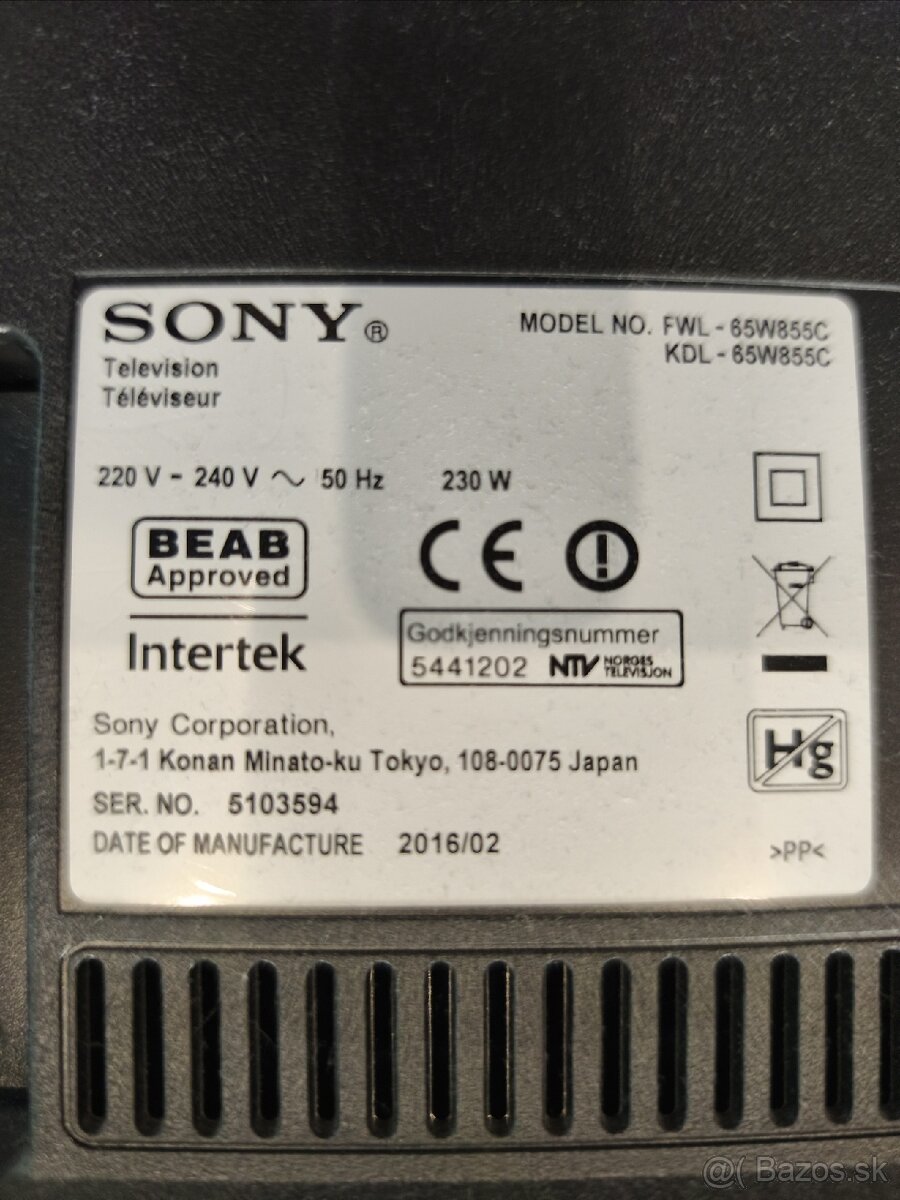 SONY®
MODEL NO. FWL - 65W855C
KDL - 65W855C
Television
Téléviseur
220 V - 240 V ~ 50 Hz 230 W
BEAB
Approved
Intertek
CE
Godkjenningsnummer
5441202 NTV NORGES TELEVISJON
Hg
Sony Corporation,
1-7-1 Konan Minato-ku Tokyo, 108-0075 Japan
SER. NO. 5103594
DATE OF MANUFACTURE 2016/02
>PP<
@( Bazos.sk